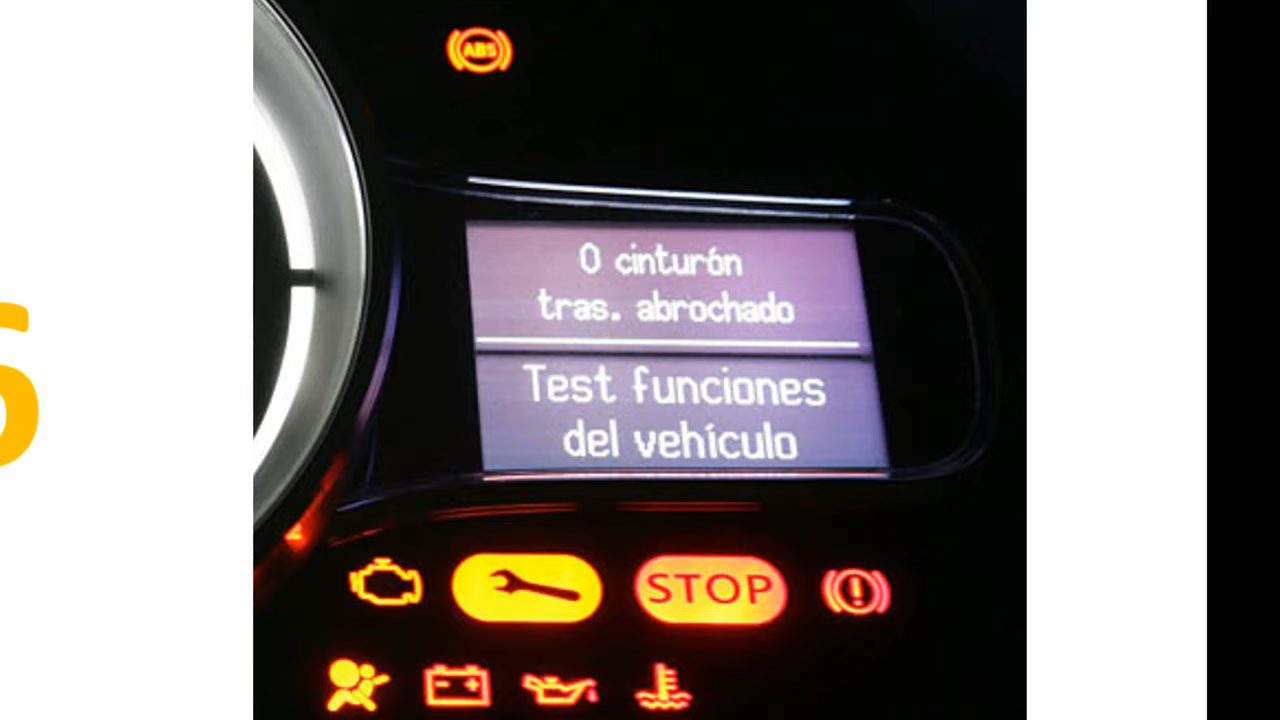 ABS
0 cinturón
tras. abrochado
Test funciones
del vehículo
STOP